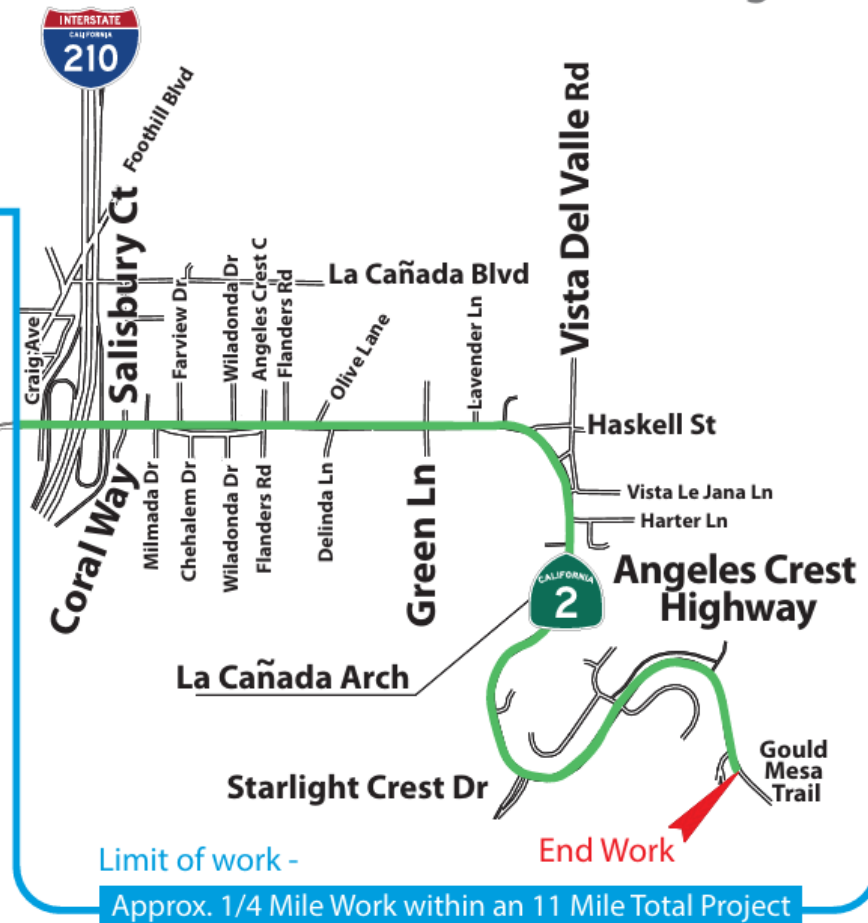 INTERSTATE
CALIFORNIA
210
Foothill Blvd
Salisbury Ct
Vista Del Valle Rd
La Cañada Blvd
Craig Ave
Farview Dr
Wiladonda Dr
Angeles Crest C
Flanders Rd
Olive Lane
Lavender Ln
Haskell St
Coral Way
Milmada Dr
Chehalem Dr
Wiladonda Dr
Flanders Rd
Delinda Ln
Green Ln
Vista Le Jana Ln
Harter Ln
CALIFORNIA
2
Angeles Crest
Highway
La Cañada Arch
Starlight Crest Dr
Gould
Mesa
Trail
End Work
Limit of work -
Approx. 1/4 Mile Work within an 11 Mile Total Project